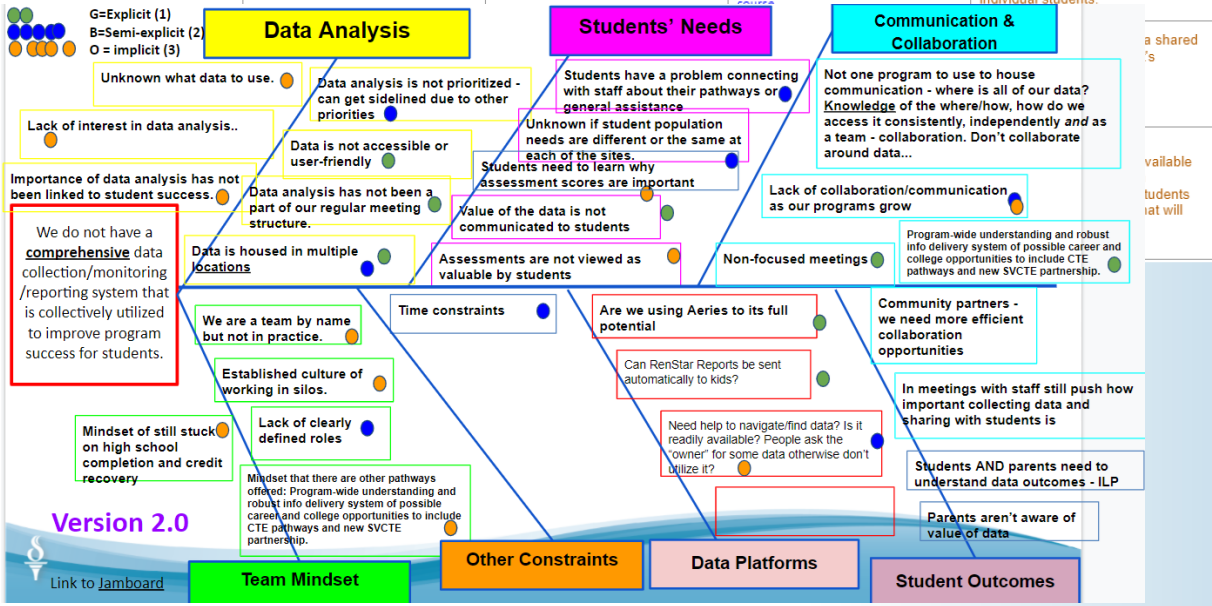 G=Explicit (1)
B=Semi-explicit (2)
O = implicit (3)
Data Analysis
Students' Needs
Communication &
Collaboration
individual students.
a shared
Unknown what data to use.
Data analysis is not prioritized -
can get sidelined due to other
priorities
Lack of interest in data analysis..
Data is not accessible or
user-friendly
Importance of data analysis has not
been linked to student success.
Data analysis has not been a
part of our regular meeting
structure.
Data is housed in multiple
locations
Students have a problem connecting
with staff about their pathways or
general assistance
Unknown if student population
needs are different or the same at
each of the sites.
Students need to learn why
assessment scores are important
Value of the data is not
communicated to students
Assessments are not viewed as
valuable by students
Not one program to use to house
communication - where is all of our data?
Knowledge of the where/how, how do we
access it consistently, independently and as
a team - collaboration. Don't collaborate
around data...
Lack of collaboration/communication
as our programs grow
Program-wide understanding and robust
info delivery system of possible career and
college opportunities to include CTE
pathways and new SVCTE partnership.
Non-focused meetings
We do not have a
comprehensive data
collection/monitoring
/reporting system that
is collectively utilized
to improve program
success for students.
We are a team by name
but not in practice.
Established culture of
working in silos.
Mindset of still stuck
on high school
completion and credit
recovery
Lack of clearly
defined roles
Mindset that there are other pathways
offered: Program-wide understanding and
robust info delivery system of possible
career and college opportunities to include
CTE pathways and new SVCTE
partnership.
Time constraints
Are we using Aeries to its full
potential
Can RenStar Reports be sent
automatically to kids?
Need help to navigate/find data? Is it
readily available? People ask the
"owner" for some data otherwise don't
utilize it?
Community partners -
we need more efficient
collaboration
opportunities
In meetings with staff still push how
important collecting data and
sharing with students is
Students AND parents need to
understand data outcomes - ILP
Parents aren't aware of
value of data
Version 2.0
Link to Jamboard
Team Mindset
Other Constraints
Data Platforms
Student Outcomes